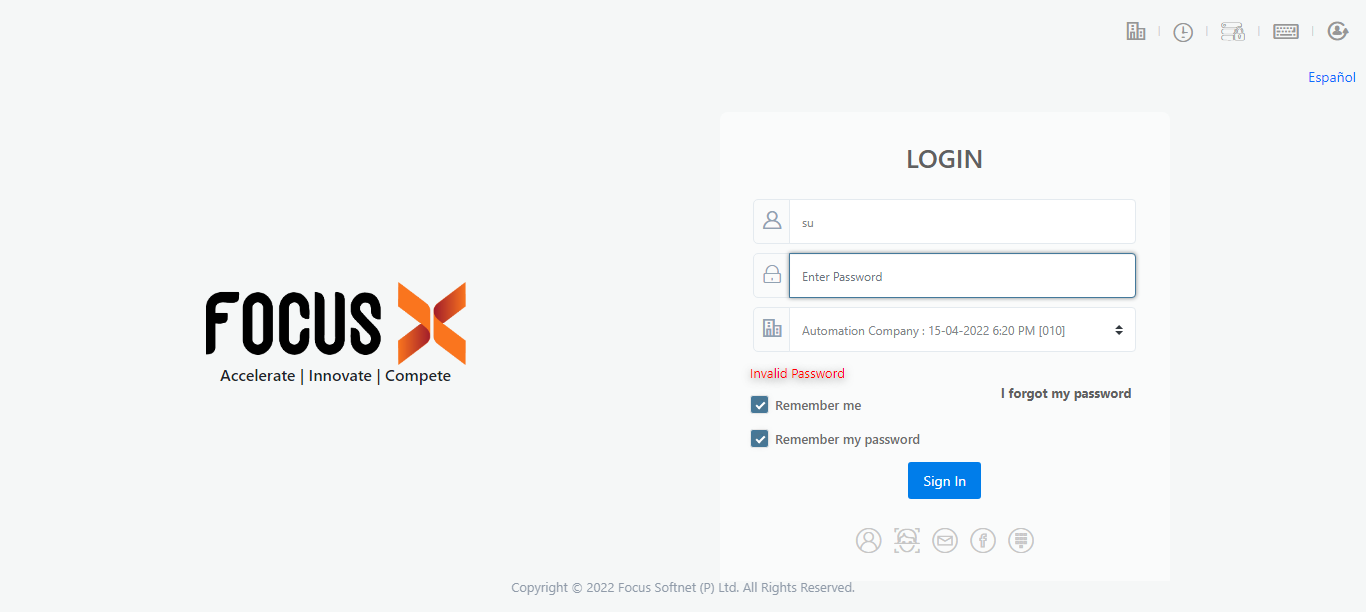 Español
LOGIN
su
Enter Password
Automation Company : 15-04-2022 6:20 PM [010]
FOCUS X
Accelerate | Innovate | Compete
Invalid Password
I forgot my password
Remember me
Remember my password
Sign In
Copyright © 2022 Focus Softnet (P) Ltd. All Rights Reserved.